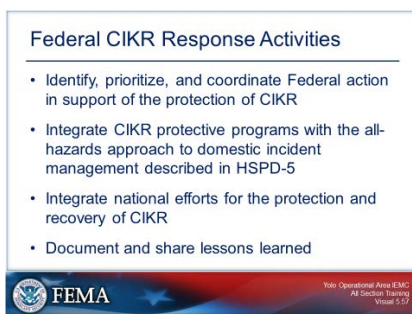 Federal CIKR Response Activities
• Identify, prioritize, and coordinate Federal action
in support of the protection of CIKR
• Integrate CIKR protective programs with the all-
hazards approach to domestic incident
management described in HSPD-5
• Integrate national efforts for the protection and
recovery of CIKR
• Document and share lessons learned
FEMA
Yolo Operational Area IEMC
All Section Training
Visual 5.57